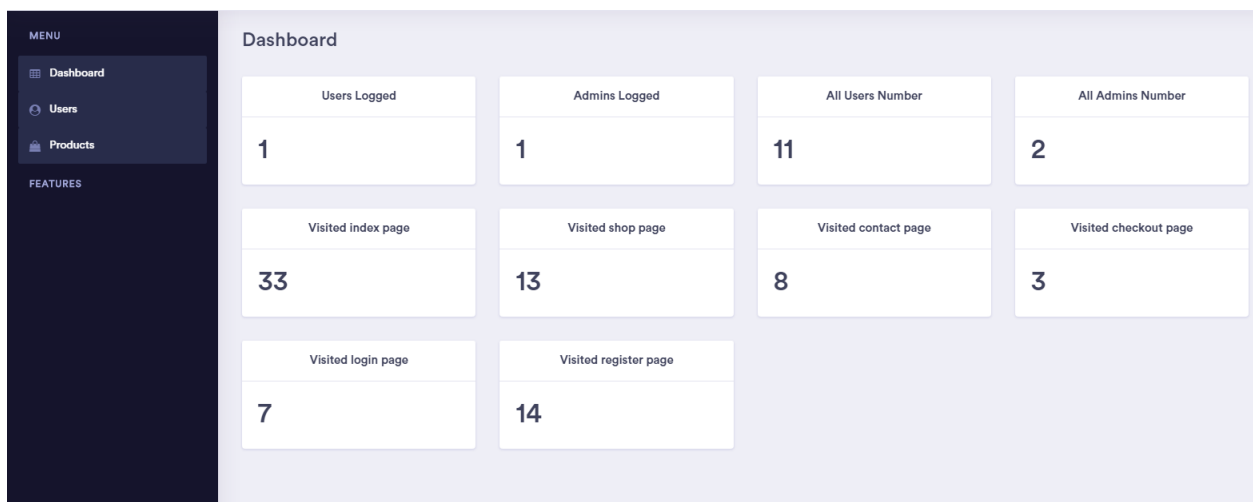 MENU
Dashboard
Users
Products
FEATURES
Dashboard
Users Logged
1
Admins Logged
1
All Users Number
11
All Admins Number
2
Visited index page
33
Visited shop page
13
Visited contact page
8
Visited checkout page
3
Visited login page
7
Visited register page
14